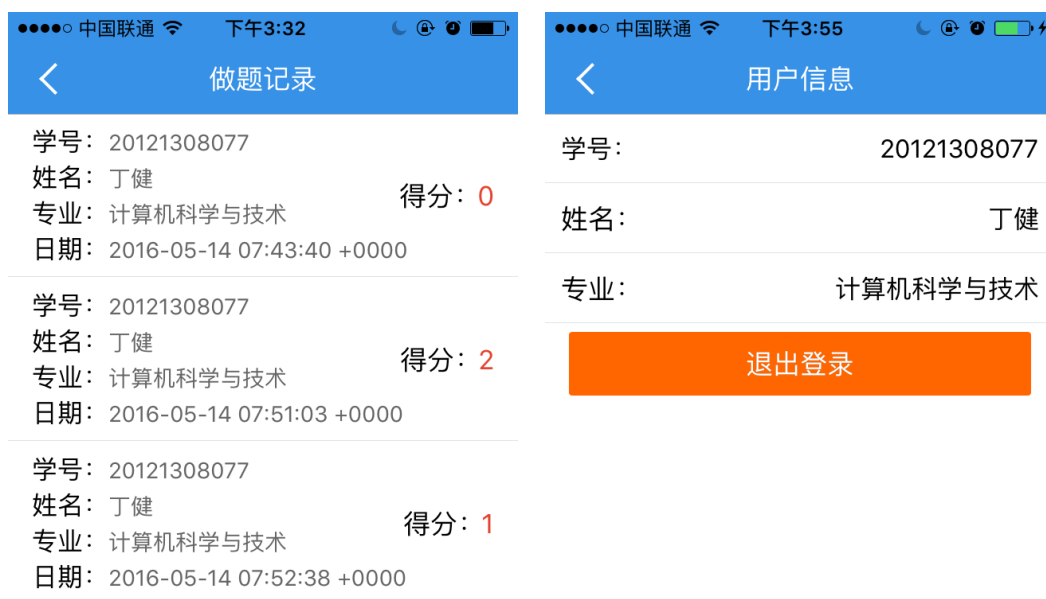 中国联通 下午3:32
做题记录
学号：20121308077
姓名：丁健
专业：计算机科学与技术
日期：2016-05-14 07:43:40 +0000
得分：0
学号：20121308077
姓名：丁健
专业：计算机科学与技术
日期：2016-05-14 07:51:03 +0000
得分：2
学号：20121308077
姓名：丁健
专业：计算机科学与技术
日期：2016-05-14 07:52:38 +0000
得分：1
中国联通 下午3:55
用户信息
学号： 20121308077
姓名： 丁健
专业： 计算机科学与技术
退出登录